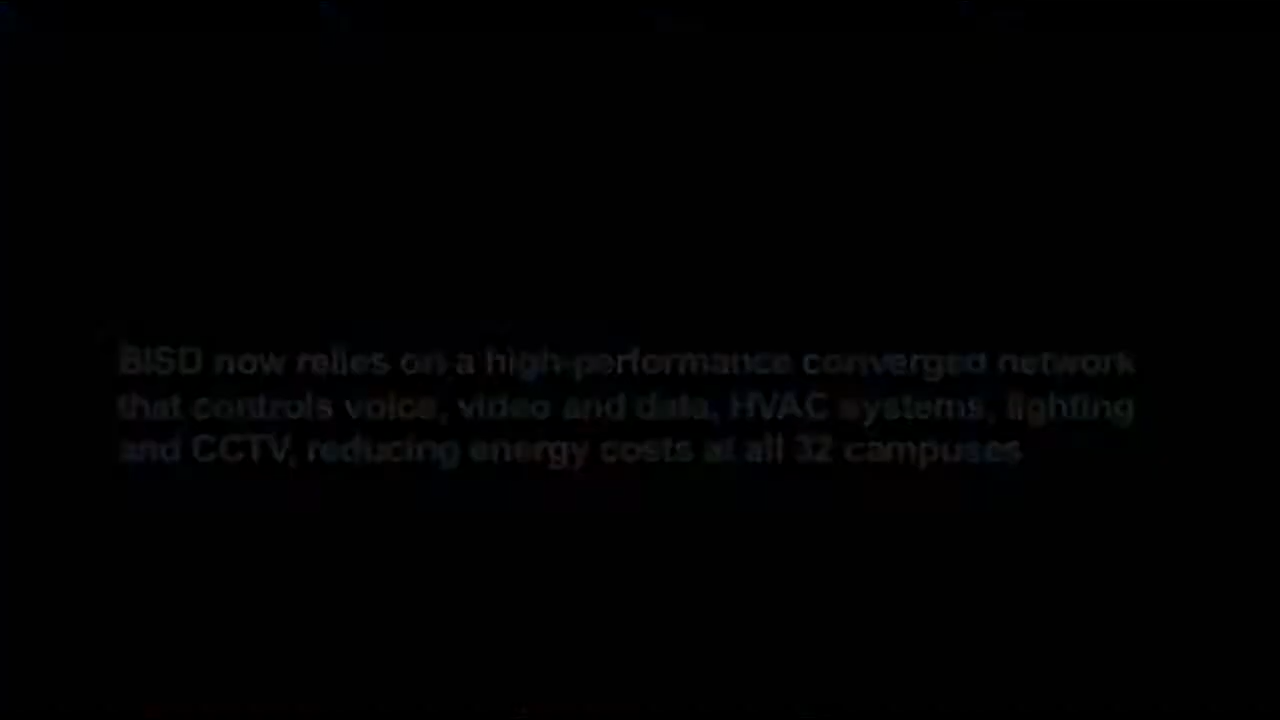 BISD now relies on a high-performance converged network
that controls voice, video and data, HVAC systems, lighting
and CCTV, reducing energy costs at all 32 campuses